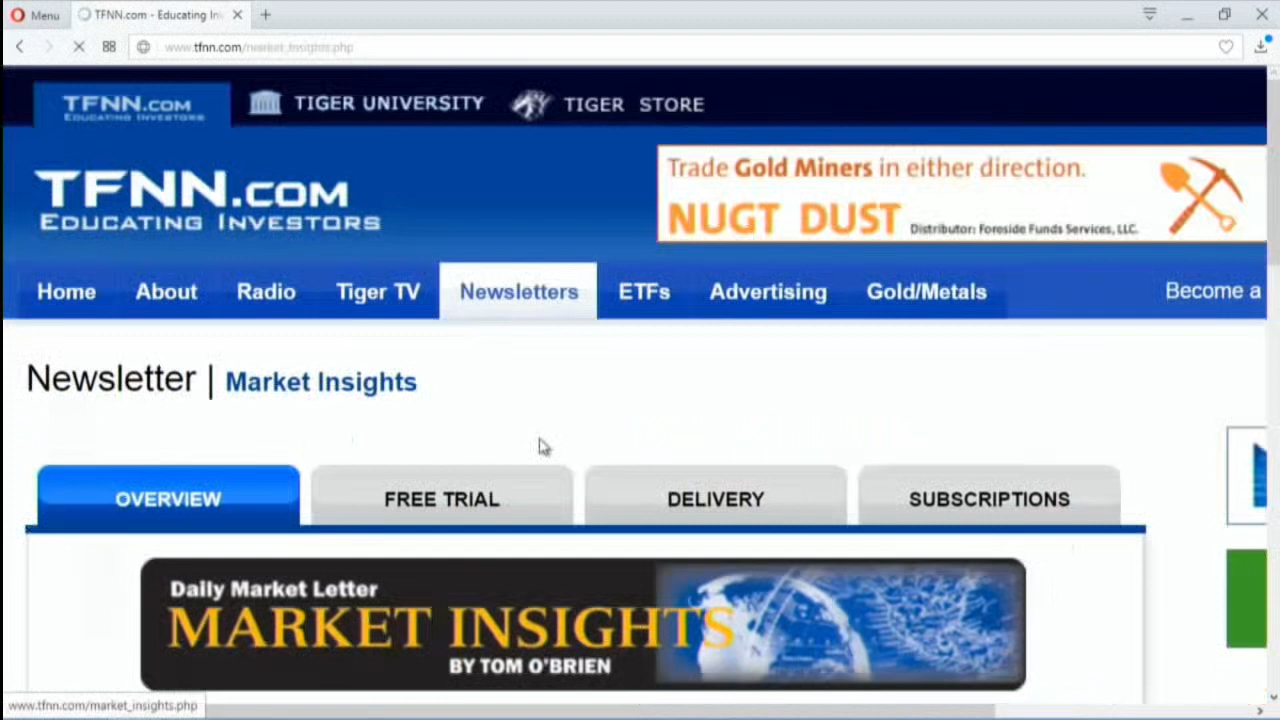 Menu
TFNN.com - Educating In
www.tfnn.com/market_insights.php
TFNN.COM
EDUCATING INVESTORS
TIGER UNIVERSITY
TIGER STORE
TFNN.COM
EDUCATING INVESTORS
Trade Gold Miners in either direction.
NUGT DUST Distributor: Foreside Funds Services, LLC.
Home About Radio Tiger TV Newsletters ETFs Advertising Gold/Metals Become a
Newsletter | Market Insights
OVERVIEW FREE TRIAL DELIVERY SUBSCRIPTIONS
Daily Market Letter
MARKET INSIGHTS
BY TOM O'BRIEN
www.tfnn.com/market_insights.php